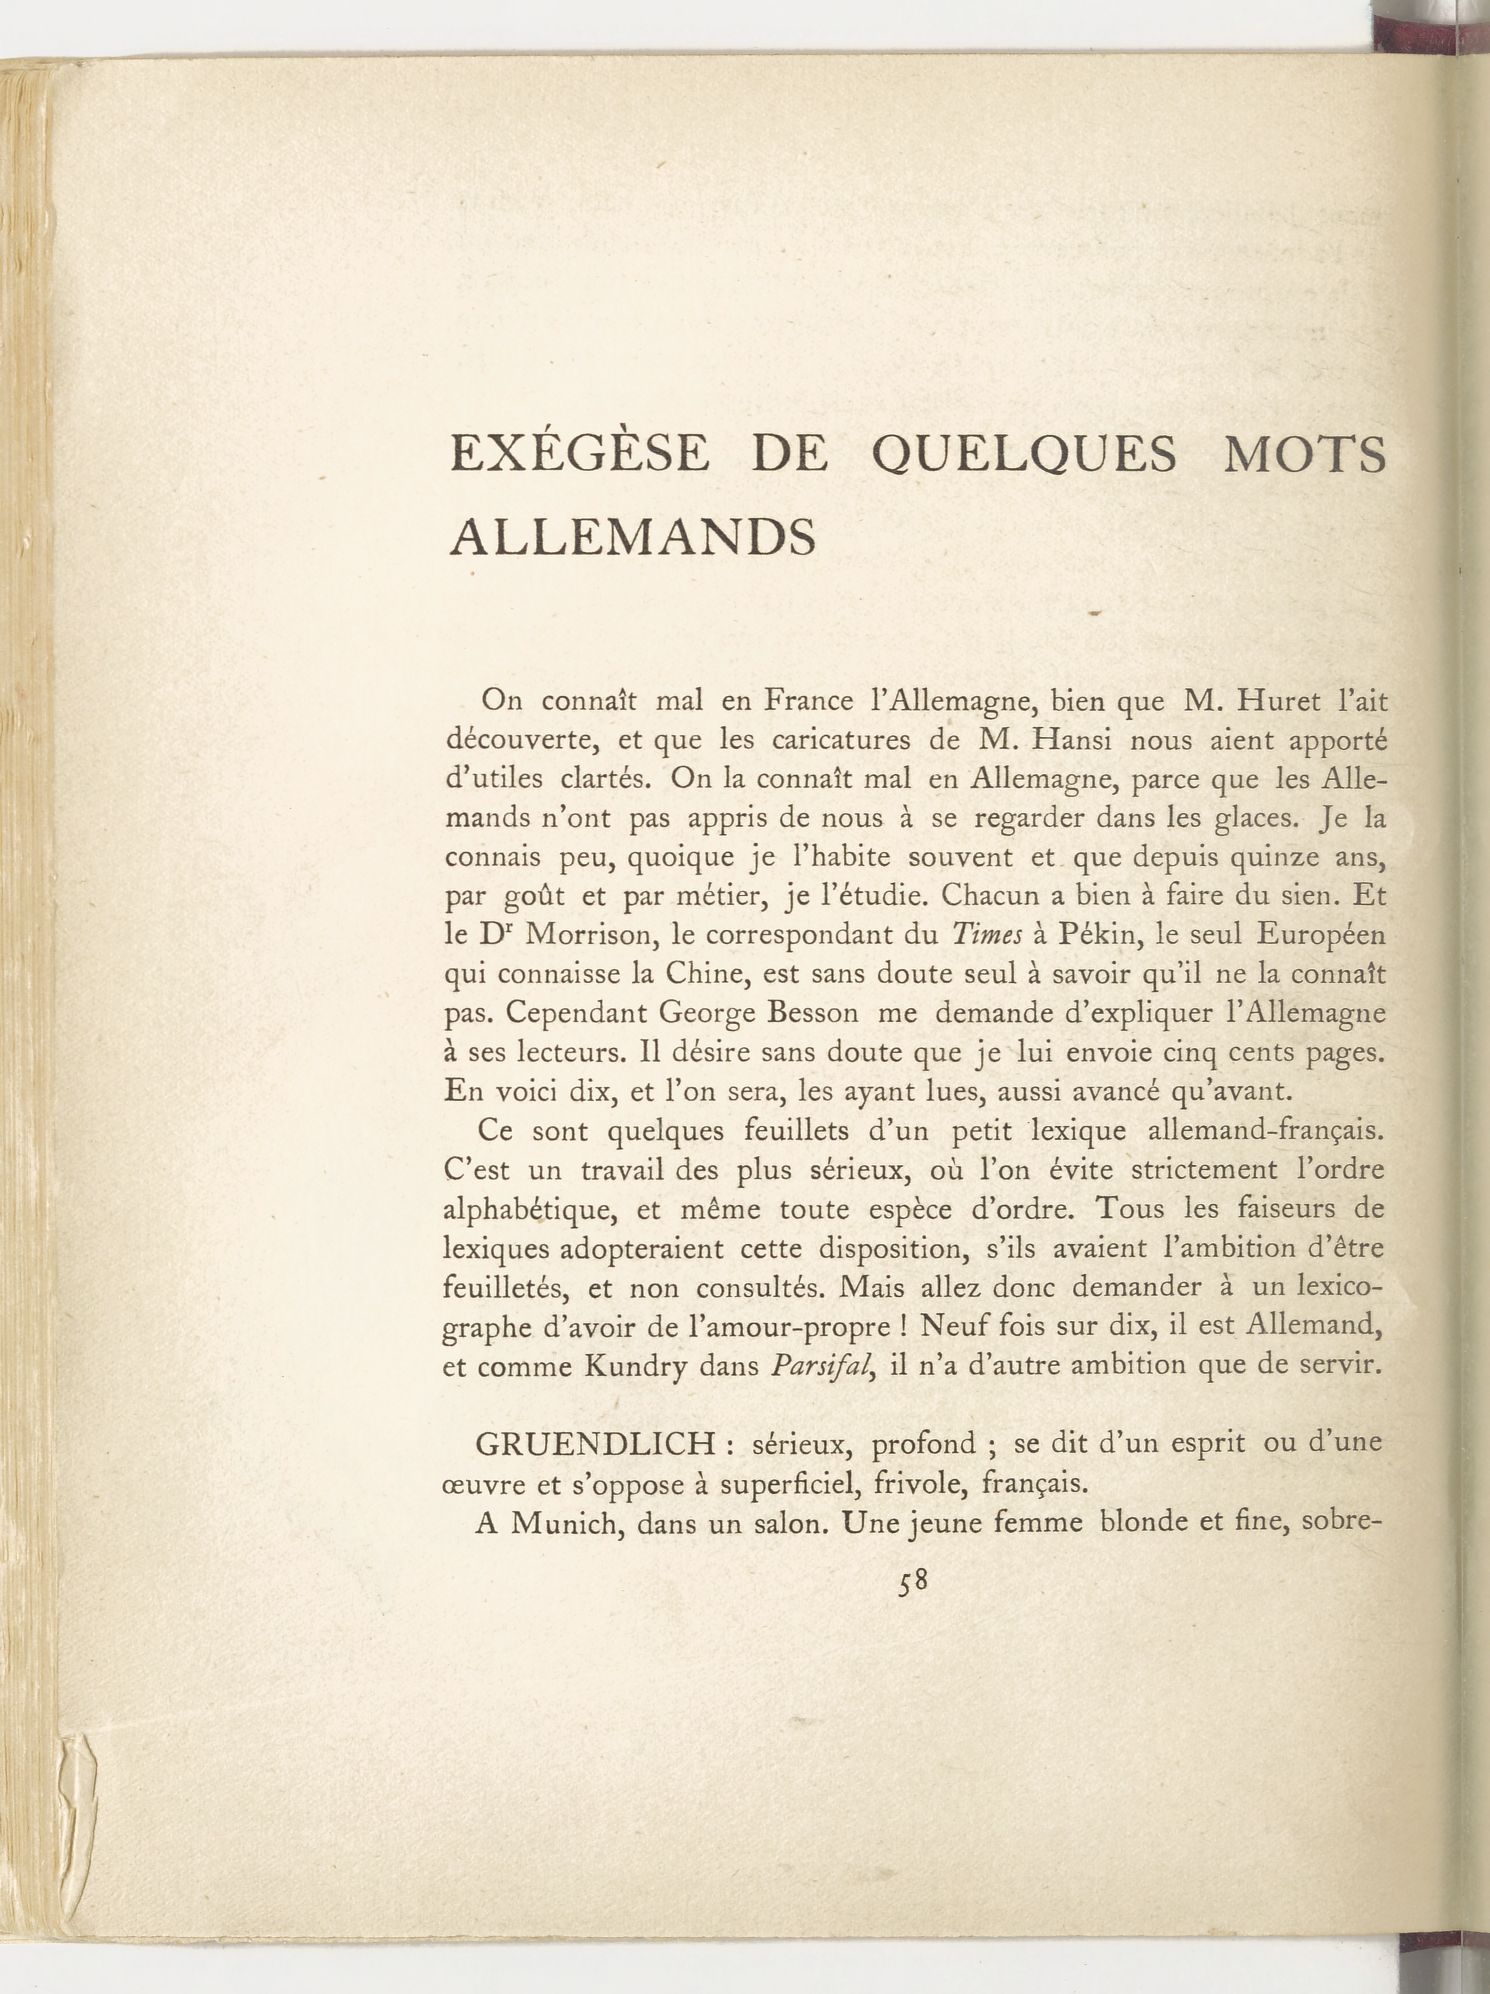 EXÉGÈSE DE QUELQUES MOTS
ALLEMANDS
On connaît mal en France l'Allemagne, bien que M. Huret l'ait
découverte, et que les caricatures de M. Hansi nous aient apporté
d'utiles clartés. On la connaît mal en Allemagne, parce que les Alle-
mands n'ont pas appris de nous à se regarder dans les glaces. Je la
connais peu, quoique je l'habite souvent et que depuis quinze ans,
par goût et par métier, je l'étudie. Chacun a bien à faire du sien. Et
le Dʳ Morrison, le correspondant du Times à Pékin, le seul Européen
qui connaisse la Chine, est sans doute seul à savoir qu'il ne la connaît
pas. Cependant George Besson me demande d'expliquer l'Allemagne
à ses lecteurs. Il désire sans doute que je lui envoie cinq cents pages.
En voici dix, et l'on sera, les ayant lues, aussi avancé qu'avant.
Ce sont quelques feuillets d'un petit lexique allemand-français.
C'est un travail des plus sérieux, où l'on évite strictement l'ordre
alphabétique, et même toute espèce d'ordre. Tous les faiseurs de
lexiques adopteraient cette disposition, s'ils avaient l'ambition d'être
feuilletés, et non consultés. Mais allez donc demander à un lexico-
graphe d'avoir de l'amour-propre ! Neuf fois sur dix, il est Allemand,
et comme Kundry dans Parsifal, il n'a d'autre ambition que de servir.
GRUENDLICH : sérieux, profond ; se dit d'un esprit ou d'une
œuvre et s'oppose à superficiel, frivole, français.
A Munich, dans un salon. Une jeune femme blonde et fine, sobre-
58